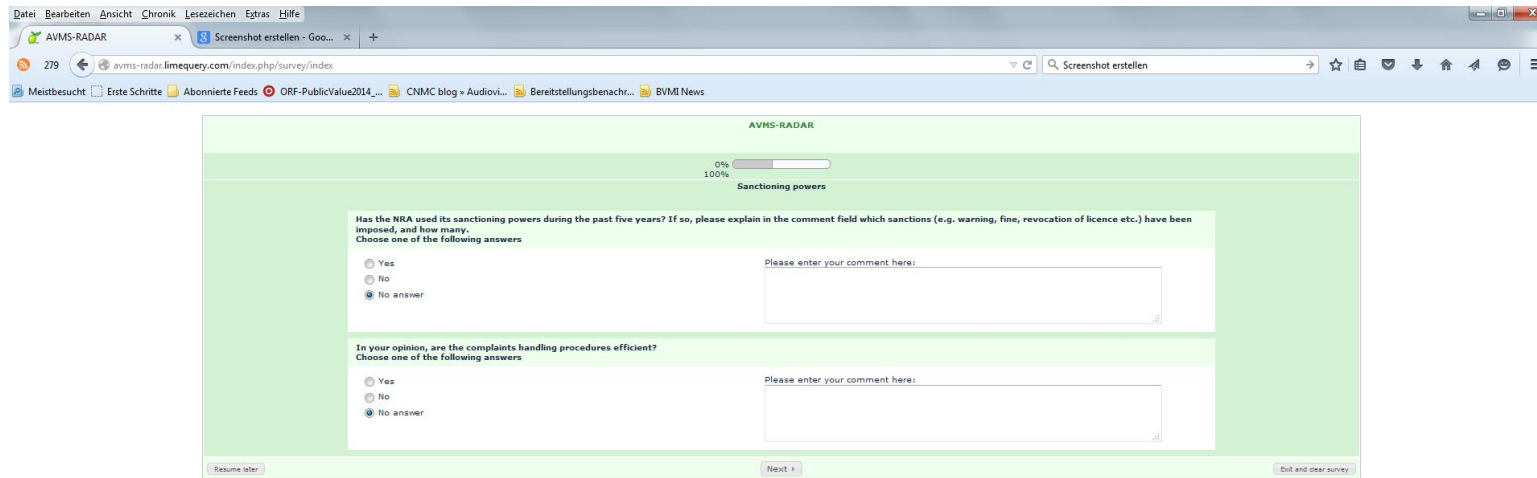 Datei Bearbeiten Ansicht Chronik Lesezeichen Extras Hilfe
AVMS-RADAR × 8 Screenshot erstellen - Goo... × +
279 avms-radar.limequery.com/index.php/survey/index Screenshot erstellen
Meistbesucht Erste Schritte Abonnierte Feeds ORF-PublicValue2014_... CNMC blog » Audiovi... Bereitstellungsbenachr... BVMI News
AVMS-RADAR
0%
100%
Sanctioning powers
Has the NRA used its sanctioning powers during the past five years? If so, please explain in the comment field which sanctions (e.g. warning, fine, revocation of licence etc.) have been
imposed, and how many.
Choose one of the following answers
Yes
No
No answer
Please enter your comment here:
In your opinion, are the complaints handling procedures efficient?
Choose one of the following answers
Yes
No
No answer
Please enter your comment here:
Resume later Next Exit and clear survey